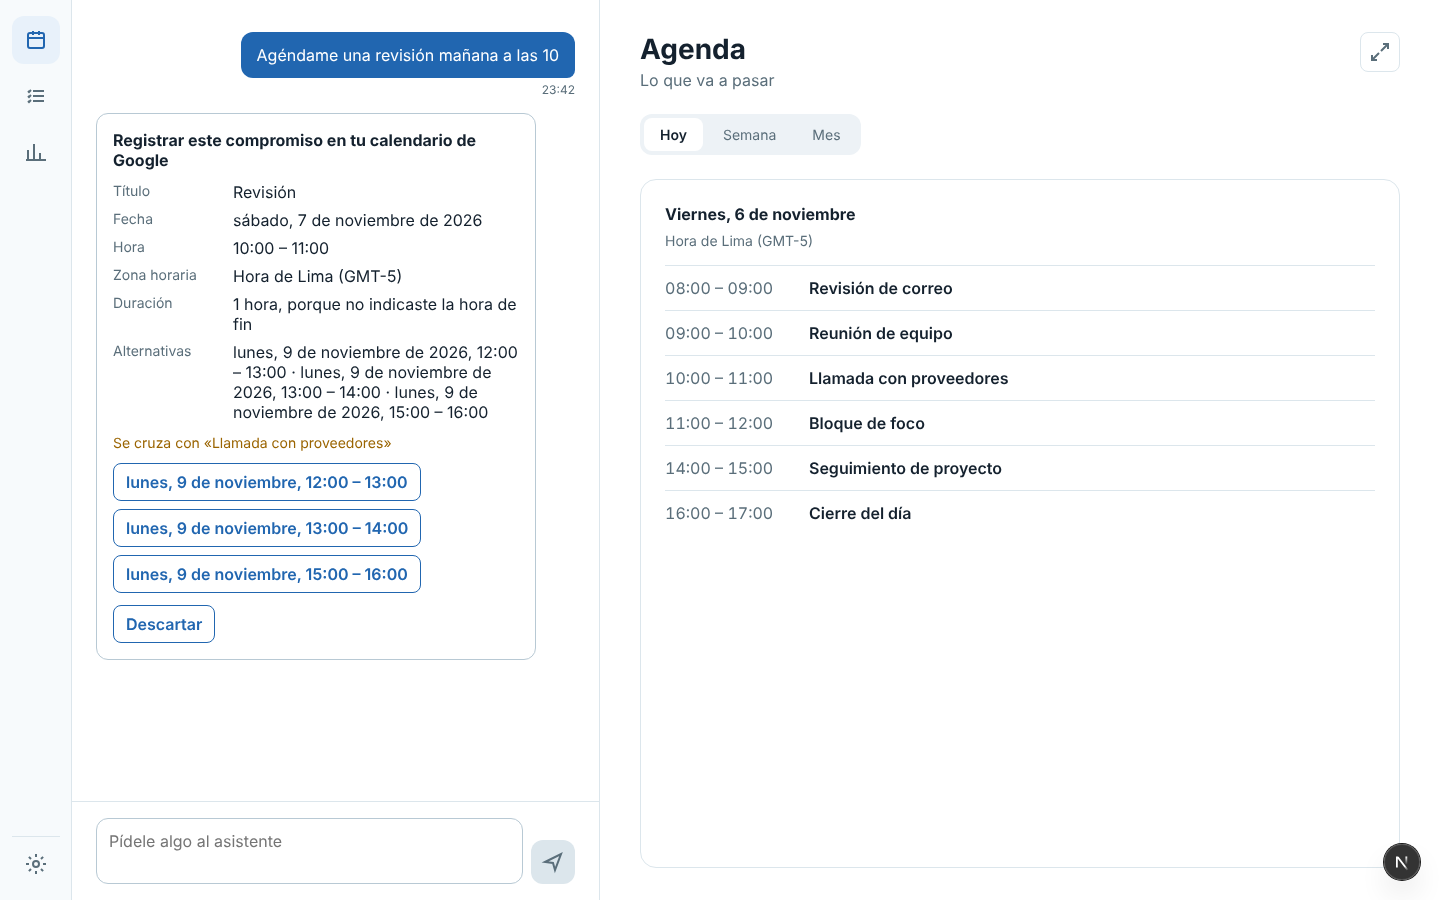 Agéndame una revisión mañana a las 10
23:42
Registrar este compromiso en tu calendario de
Google
Título
Revisión
Fecha
sábado, 7 de noviembre de 2026
Hora
10:00 – 11:00
Zona horaria
Hora de Lima (GMT-5)
Duración
1 hora, porque no indicaste la hora de
fin
Alternativas
lunes, 9 de noviembre de 2026, 12:00
– 13:00 · lunes, 9 de noviembre de
2026, 13:00 – 14:00 · lunes, 9 de
noviembre de 2026, 15:00 – 16:00
Se cruza con «Llamada con proveedores»
lunes, 9 de noviembre, 12:00 – 13:00
lunes, 9 de noviembre, 13:00 – 14:00
lunes, 9 de noviembre, 15:00 – 16:00
Descartar
Pídele algo al asistente
Agenda
Lo que va a pasar
Hoy
Semana
Mes
Viernes, 6 de noviembre
Hora de Lima (GMT-5)
08:00 – 09:00 Revisión de correo
09:00 – 10:00 Reunión de equipo
10:00 – 11:00 Llamada con proveedores
11:00 – 12:00 Bloque de foco
14:00 – 15:00 Seguimiento de proyecto
16:00 – 17:00 Cierre del día
N